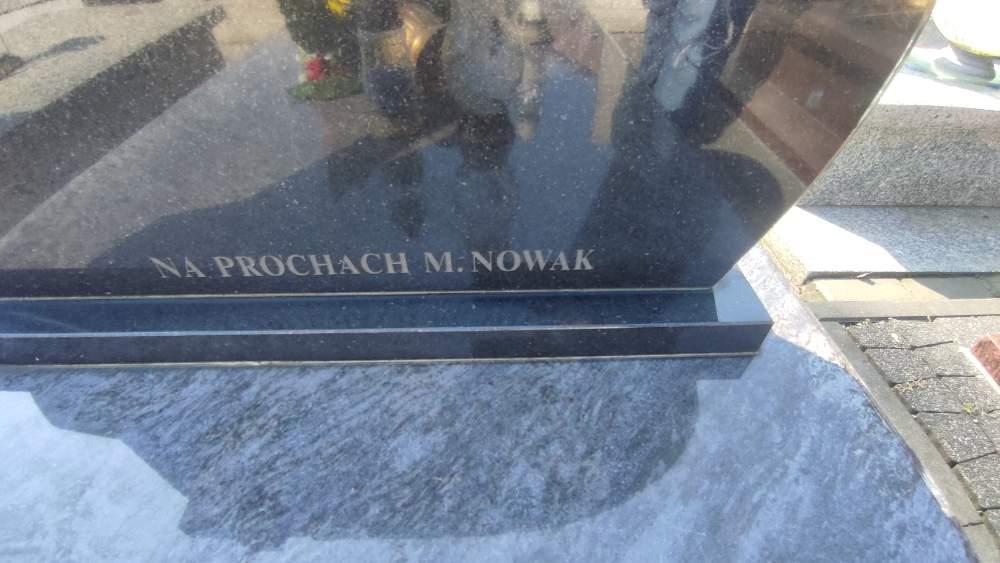 NA PROCHACH M. NOWAK